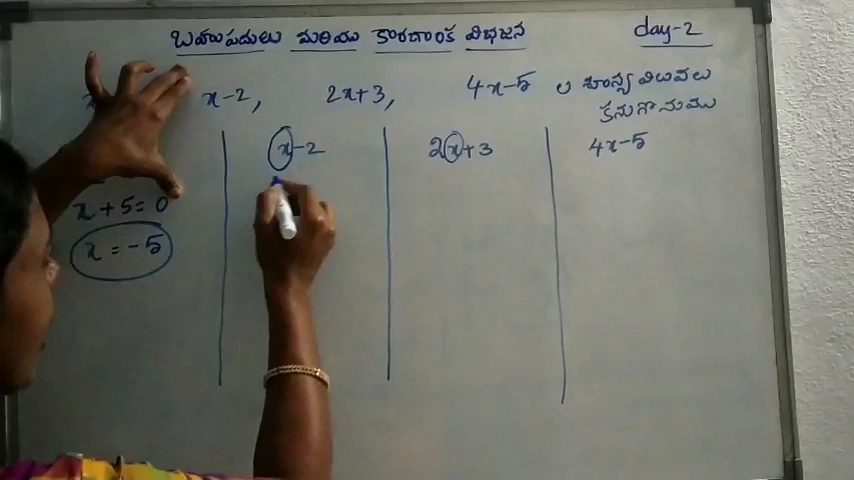 బహుపదులు మరియు కారణాంక విభజన day-2
x-2, 2x+3, 4x-5 ల శూన్య విలువలు
కనుగొనుము
x-2 2x+3 4x-5
x+5=0
x=-5